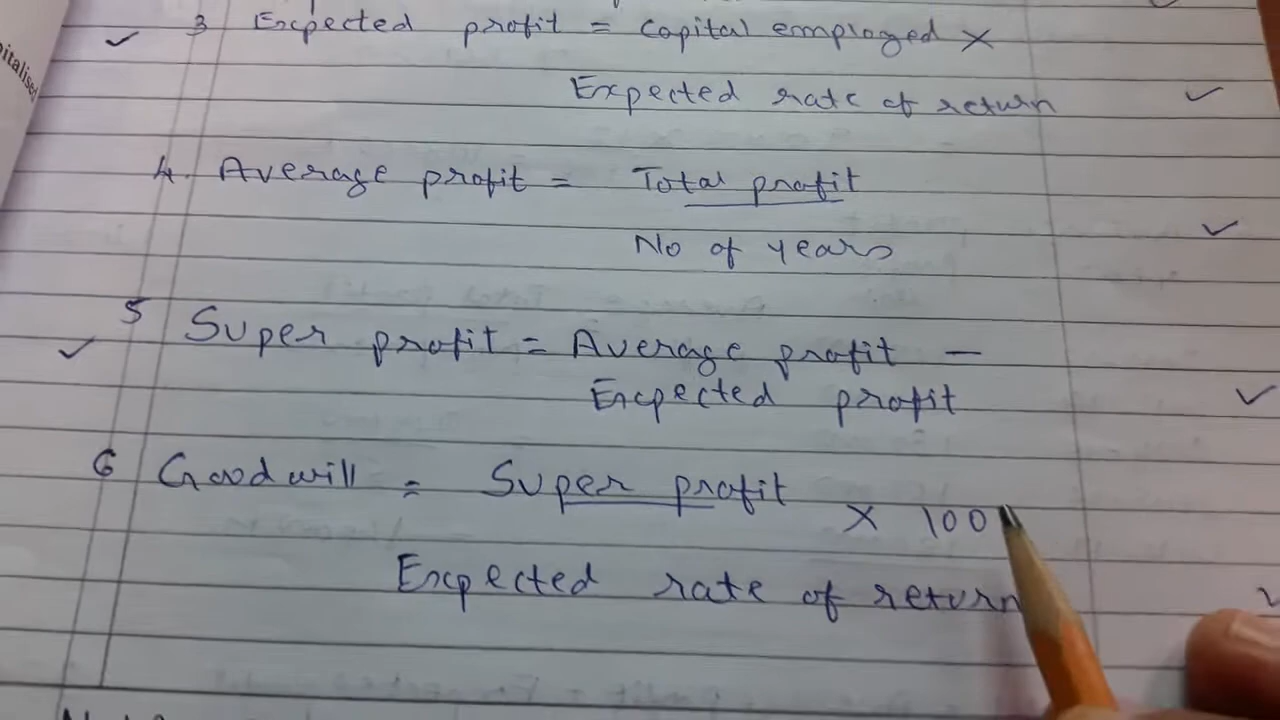 3 Expected profit = Capital employed ×
Expected rate of return
4. Average profit = Total profit
No of years
5 Super profit = Average profit —
Expected profit
6 Goodwill = Super profit
× 100
Expected rate of return